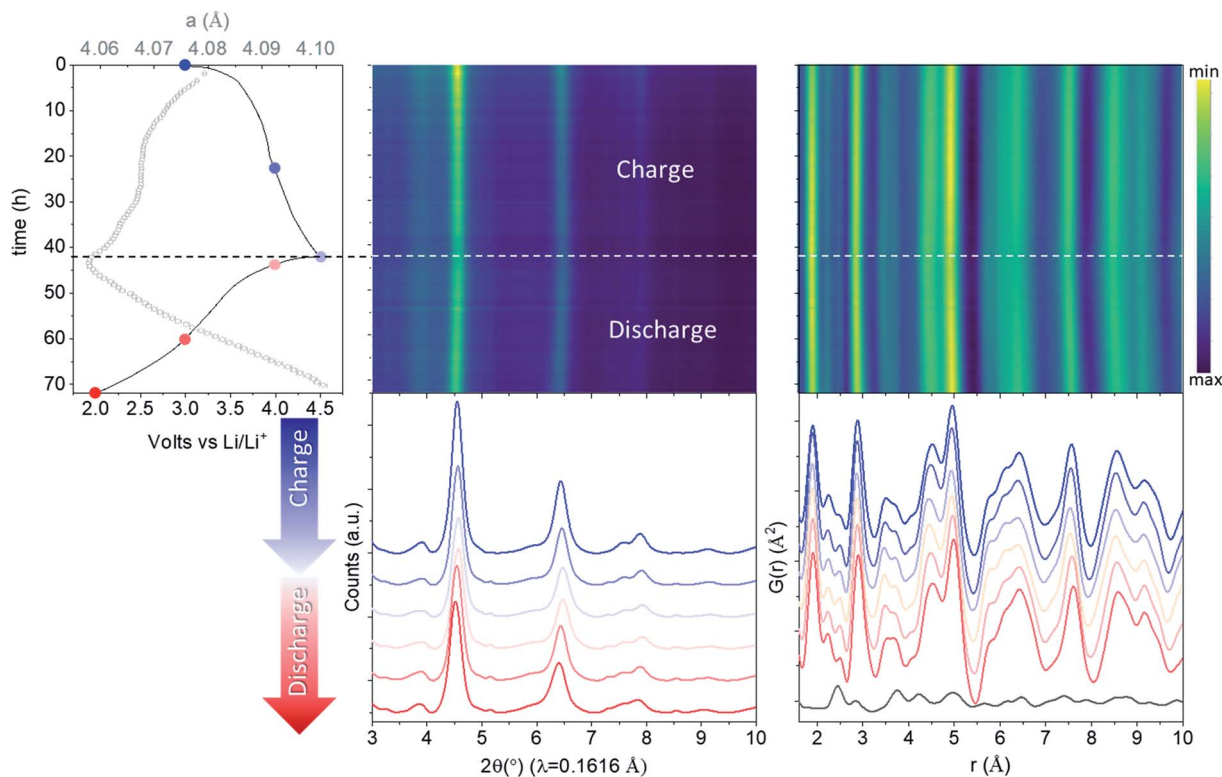 a (Å)
4.06 4.07 4.08 4.09 4.10
0
10
20
30
40
50
60
70
time (h)
2.0 2.5 3.0 3.5 4.0 4.5
Volts vs Li/Li⁺
Charge
Discharge
Charge
Discharge
min
max
Counts (a.u.)
3 4 5 6 7 8 9 10
2θ(°) (λ=0.1616 Å)
G(r) (Å²)
2 3 4 5 6 7 8 9 10
r (Å)